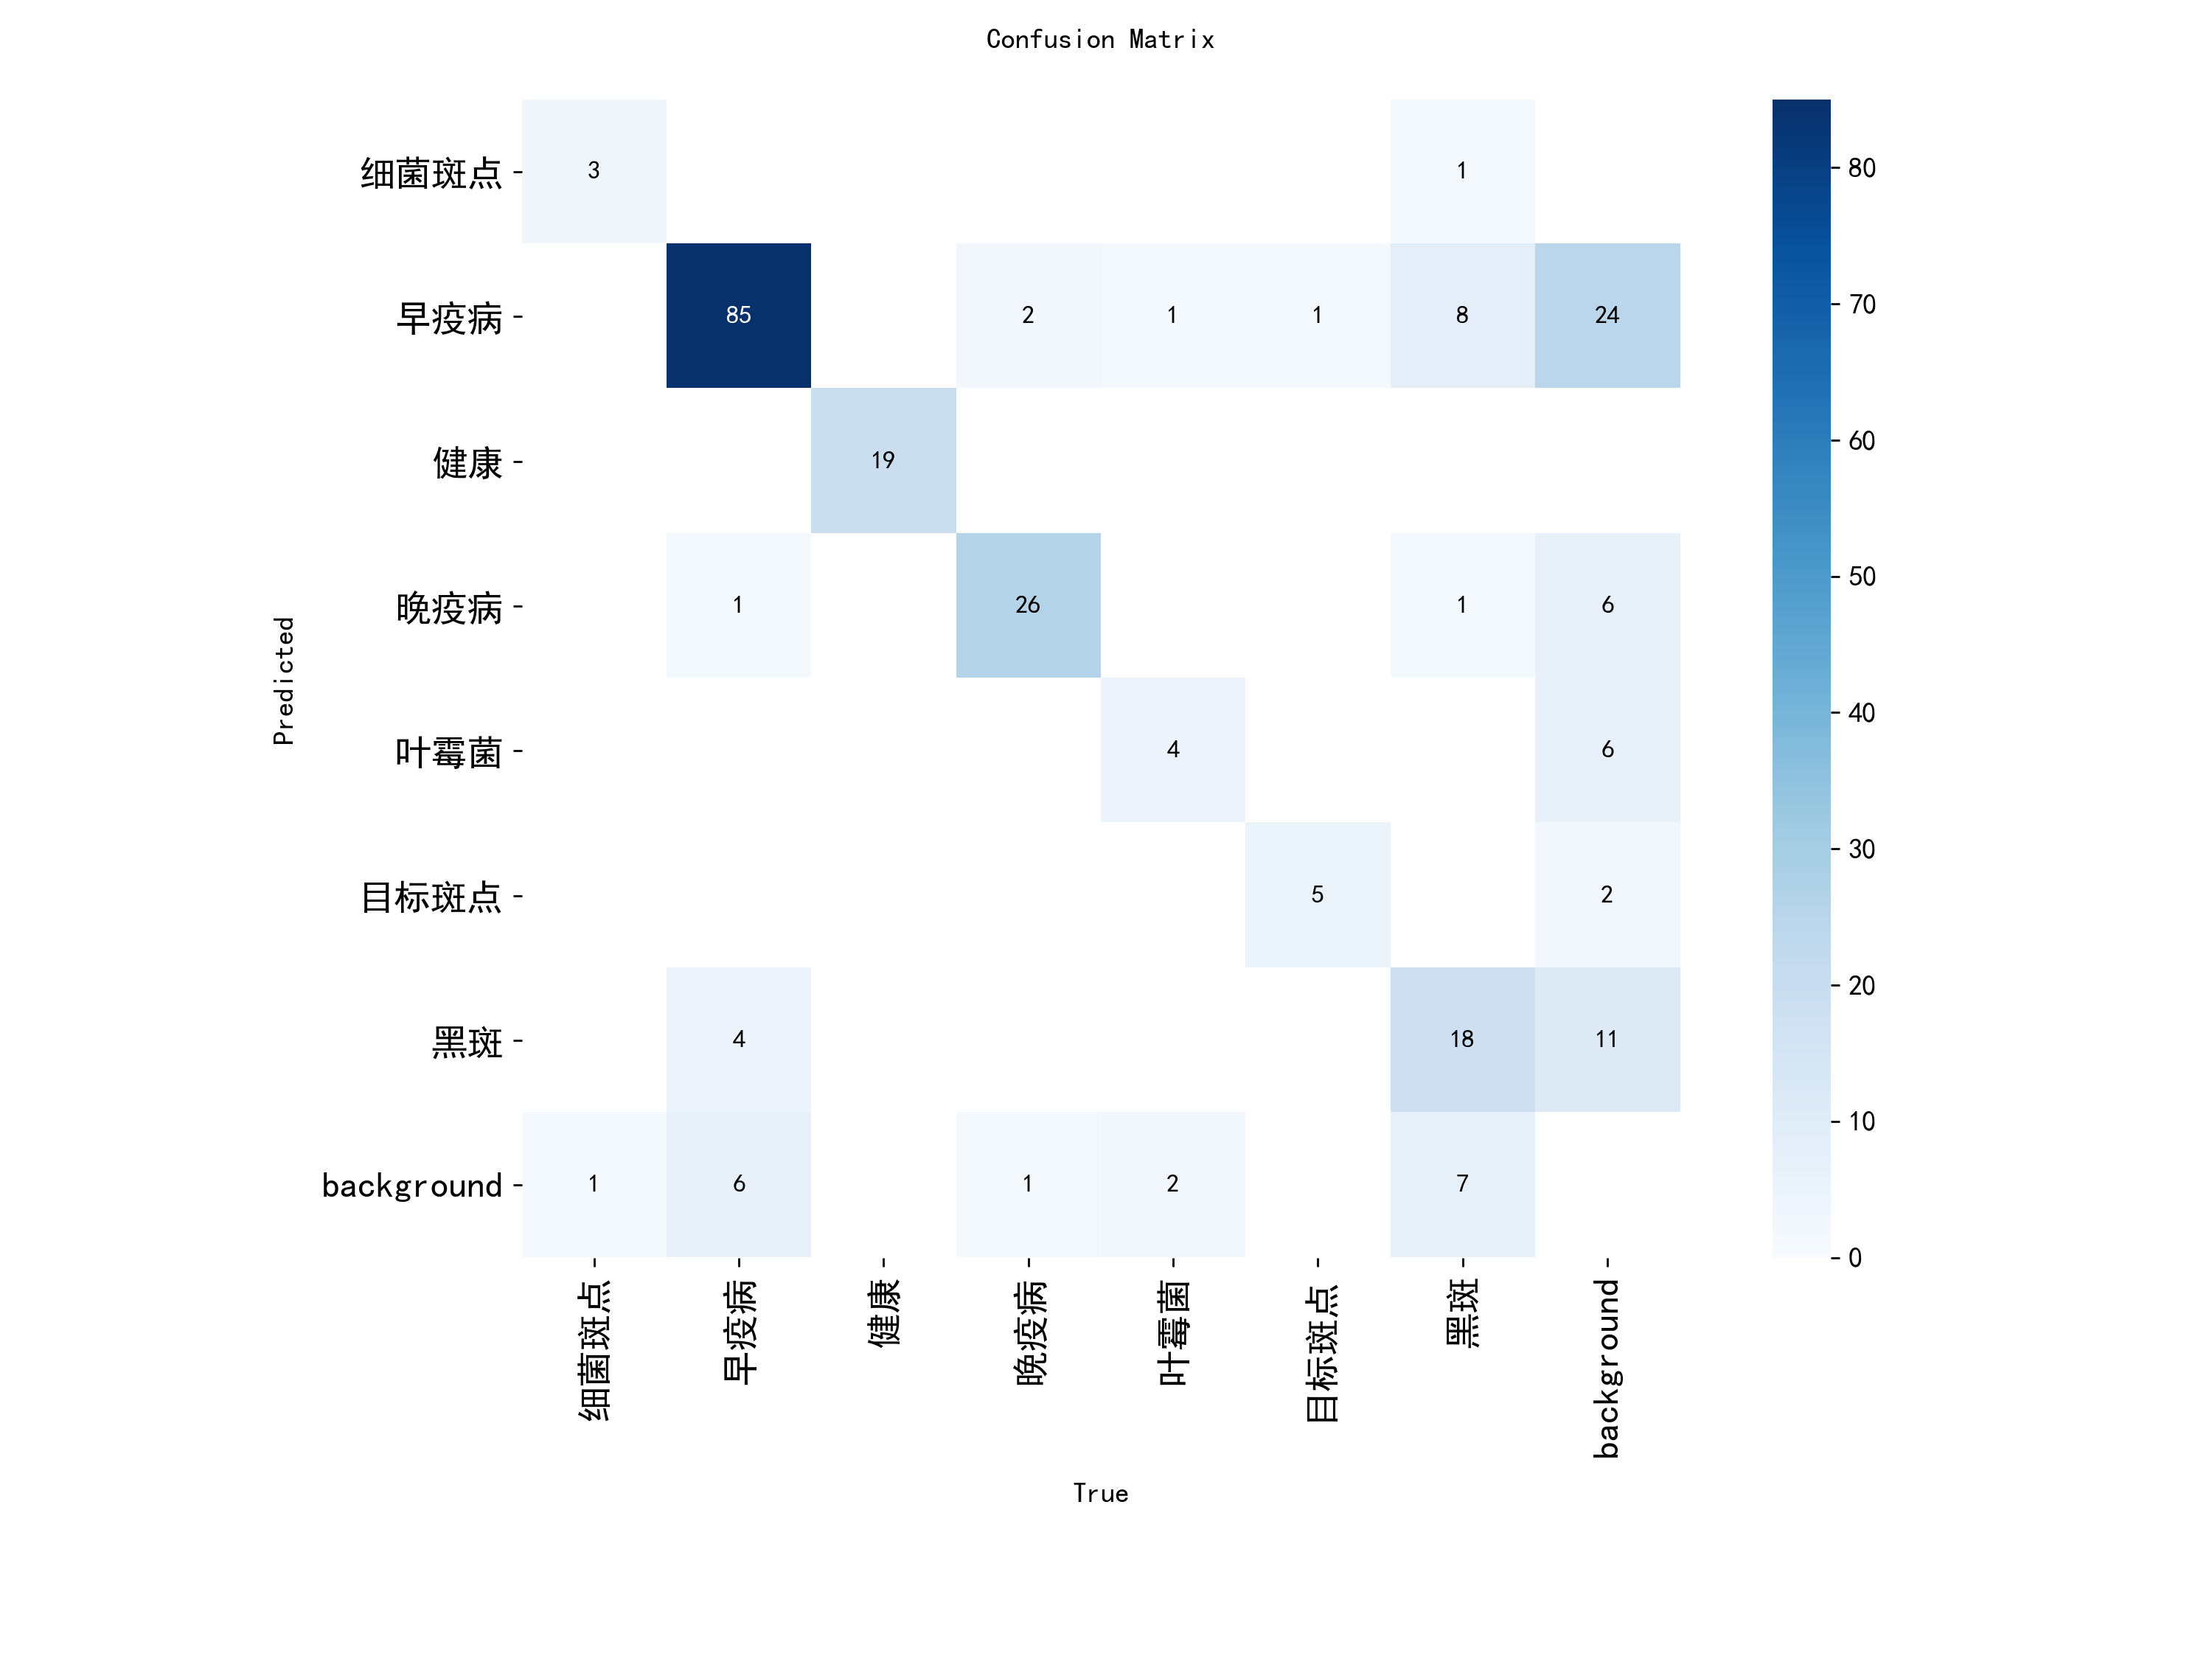 Confusion Matrix
细菌斑点 3 1
早疫病 85 2 1 1 8 24
健康 19
晚疫病 1 26 1 6
叶霉菌 4 6
目标斑点 5 2
黑斑 4 18 11
background 1 6 1 2 7
Predicted
细菌斑点 早疫病 健康 晚疫病 叶霉菌 目标斑点 黑斑 background
True
80
70
60
50
40
30
20
10
0